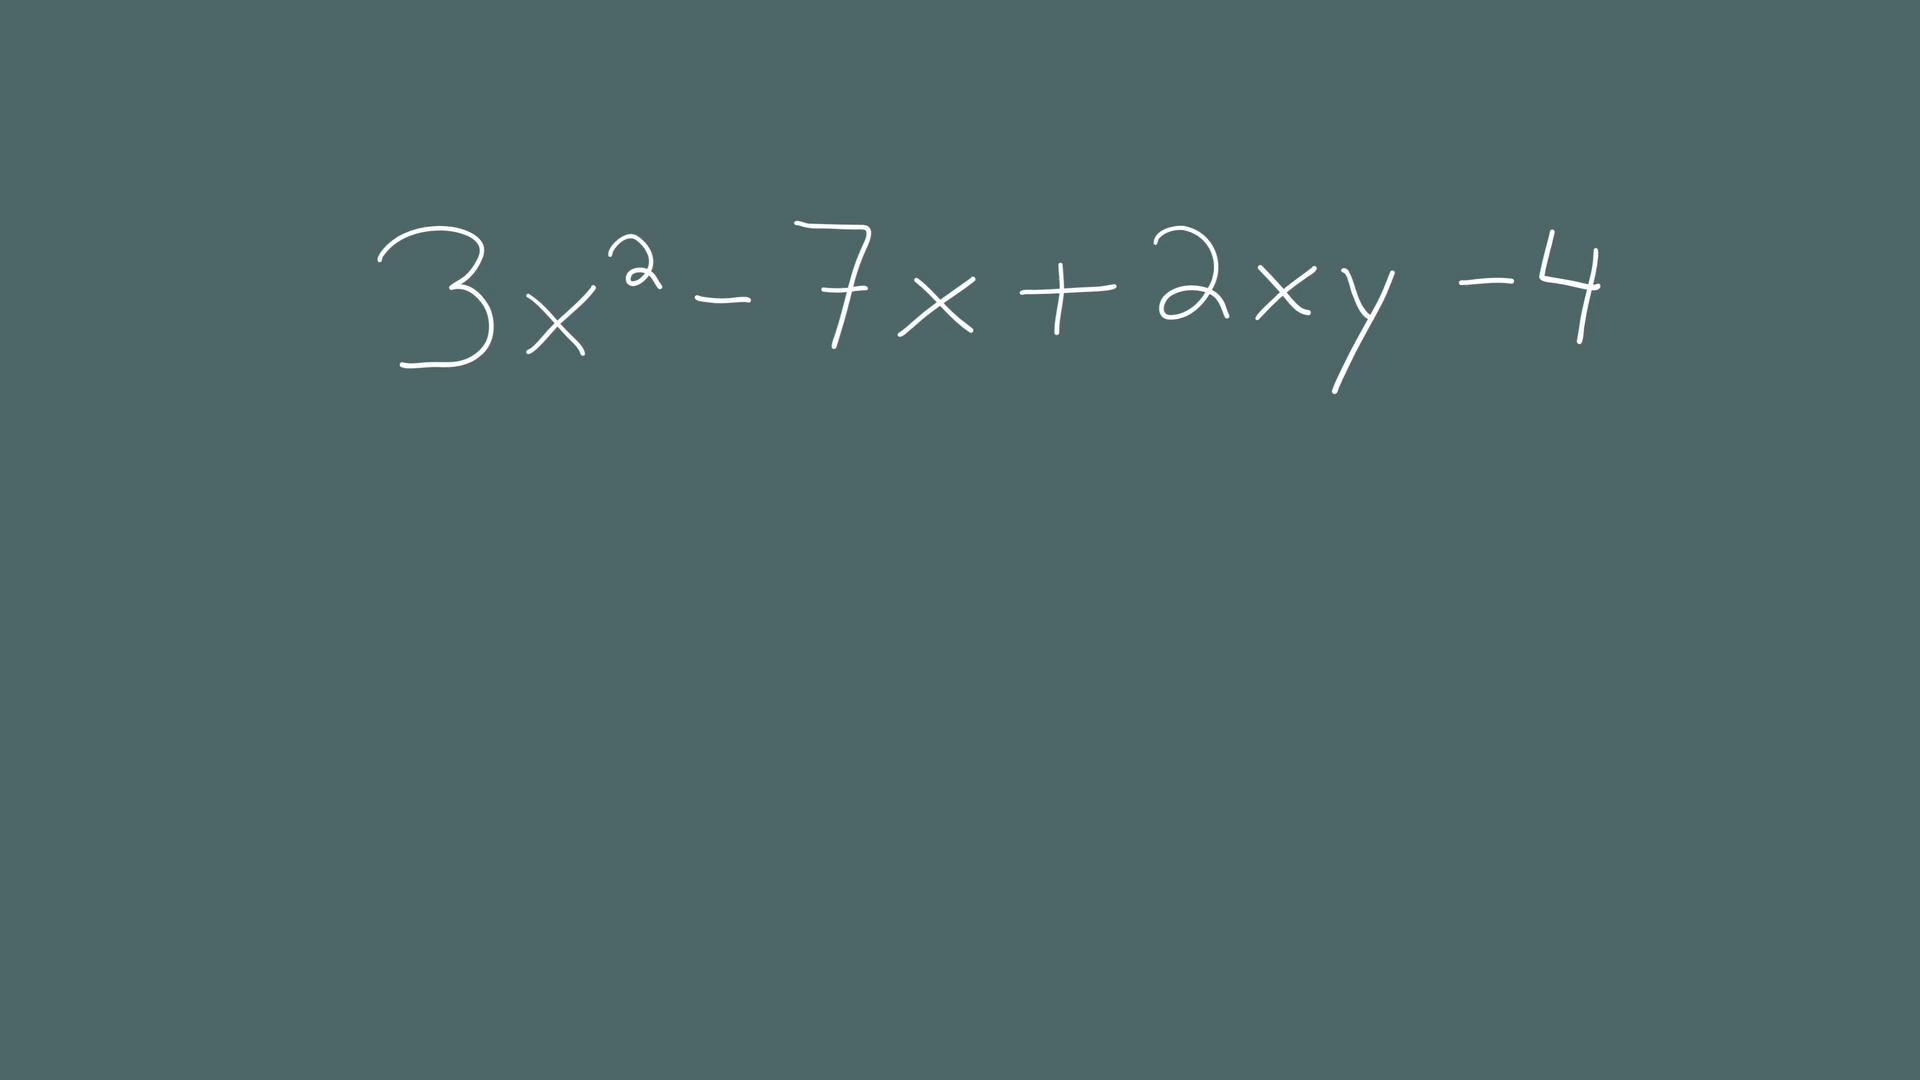 3x² - 7x + 2xy - 4